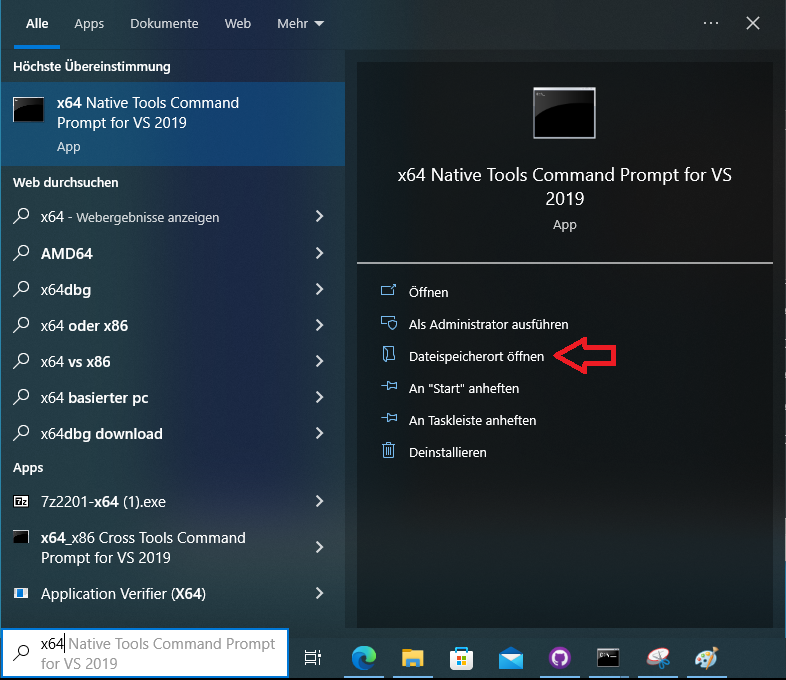 Alle Apps Dokumente Web Mehr
Höchste Übereinstimmung
x64 Native Tools Command
Prompt for VS 2019
App
Web durchsuchen
x64 - Webergebnisse anzeigen
AMD64
x64dbg
x64 oder x86
x64 vs x86
x64 basierter pc
x64dbg download
Apps
7z2201-x64 (1).exe
x64_x86 Cross Tools Command
Prompt for VS 2019
Application Verifier (X64)
x64 Native Tools Command Prompt
for VS 2019
x64 Native Tools Command Prompt for VS
2019
App
Öffnen
Als Administrator ausführen
Dateispeicherort öffnen
An "Start" anheften
An Taskleiste anheften
Deinstallieren